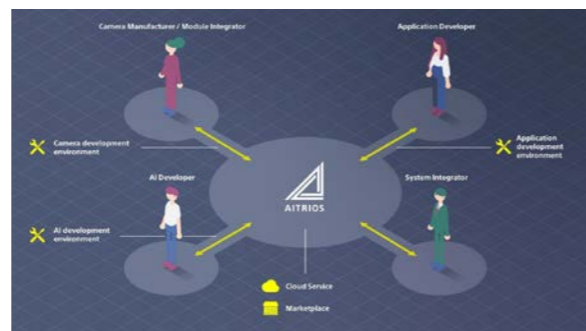 Camera Manufacturer / Module Integrator
Application Developer
Camera development
environment
Application
development
environment
AI Developer
System Integrator
AITRIOS
AI development
environment
Cloud Service
Marketplace